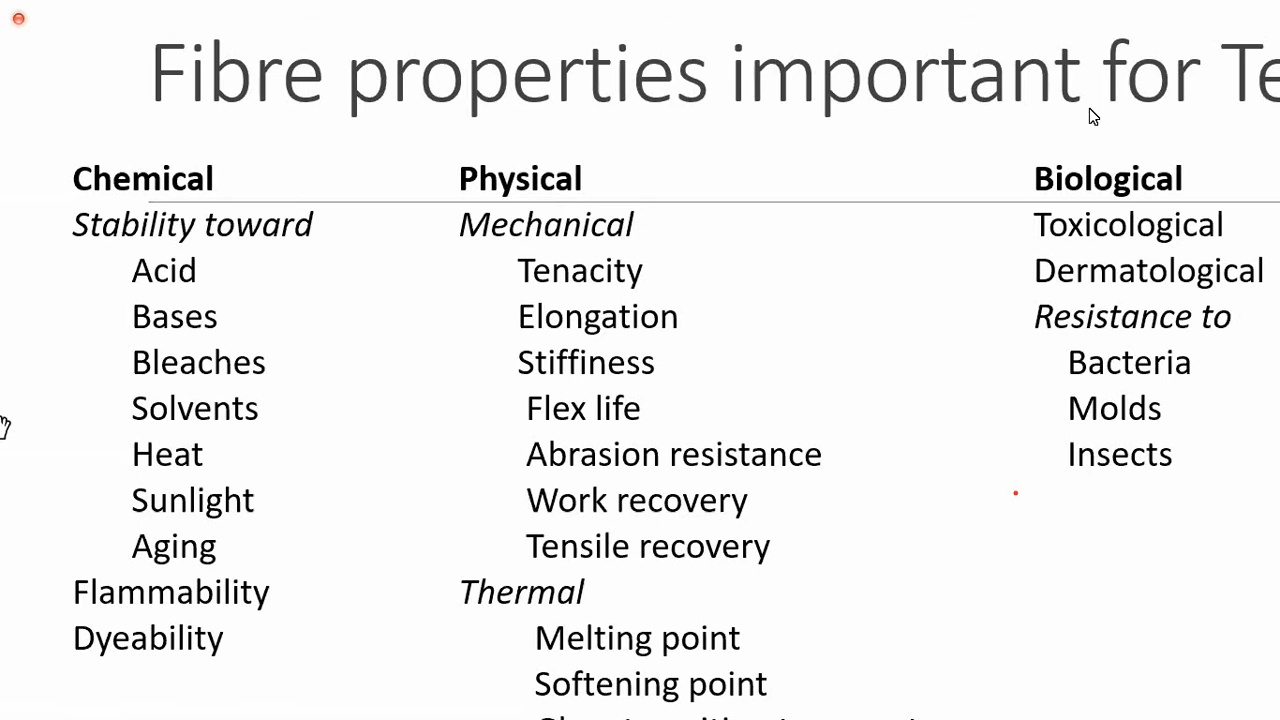 Fibre properties important for
Chemical
Stability toward
Acid
Bases
Bleaches
Solvents
Heat
Sunlight
Aging
Flammability
Dyeability
Physical
Mechanical
Tenacity
Elongation
Stiffiness
Flex life
Abrasion resistance
Work recovery
Tensile recovery
Thermal
Melting point
Softening point
Biological
Toxicological
Dermatological
Resistance to
Bacteria
Molds
Insects